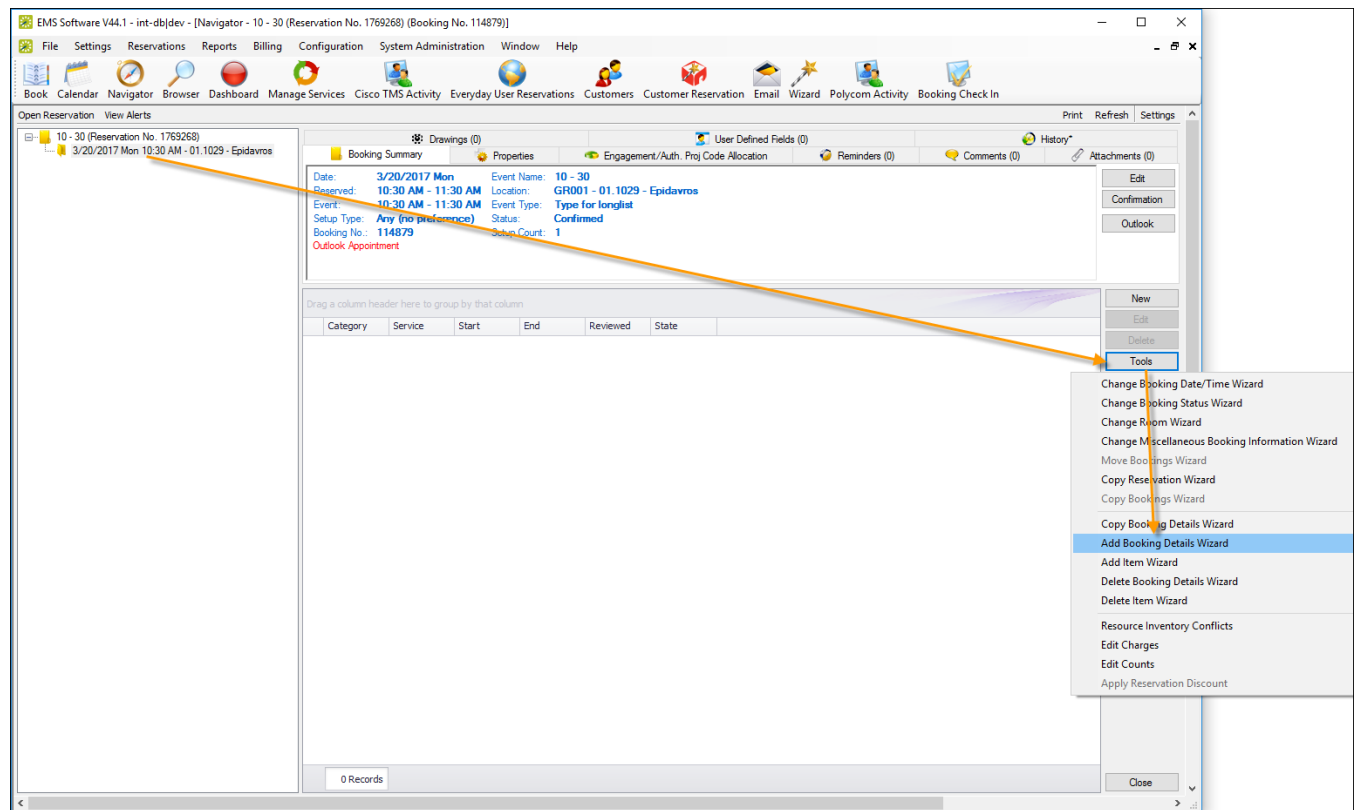 EMS Software V44.1 - int-db|dev - [Navigator - 10 - 30 (Reservation No. 1769268) (Booking No. 114879)]
File Settings Reservations Reports Billing Configuration System Administration Window Help
Book Calendar Navigator Browser Dashboard Manage Services Cisco TMS Activity Everyday User Reservations Customers Customer Reservation Email Wizard Polycom Activity Booking Check In
Open Reservation View Alerts Print Refresh Settings
10 - 30 (Reservation No. 1769268)
3/20/2017 Mon 10:30 AM - 01.1029 - Epidavros
Drawings (0) User Defined Fields (0) History*
Booking Summary Properties Engagement/Auth. Proj Code Allocation Reminders (0) Comments (0) Attachments (0)
Date: 3/20/2017 Mon Event Name: 10 - 30
Reserved: 10:30 AM - 11:30 AM Location: GR001 - 01.1029 - Epidavros
Event: 10:30 AM - 11:30 AM Event Type: Type for longlist
Setup Type: Any (no preference) Status: Confirmed
Booking No.: 114879 Setup Count: 1
Outlook Appointment
Edit
Confirmation
Outlook
Drag a column header here to group by that column
Category Service Start End Reviewed State
New
Edit
Delete
Tools
Change Booking Date/Time Wizard
Change Booking Status Wizard
Change Room Wizard
Change Miscellaneous Booking Information Wizard
Move Bookings Wizard
Copy Reservation Wizard
Copy Bookings Wizard
Copy Booking Details Wizard
Add Booking Details Wizard
Add Item Wizard
Delete Booking Details Wizard
Delete Item Wizard
Resource Inventory Conflicts
Edit Charges
Edit Counts
Apply Reservation Discount
0 Records
Close